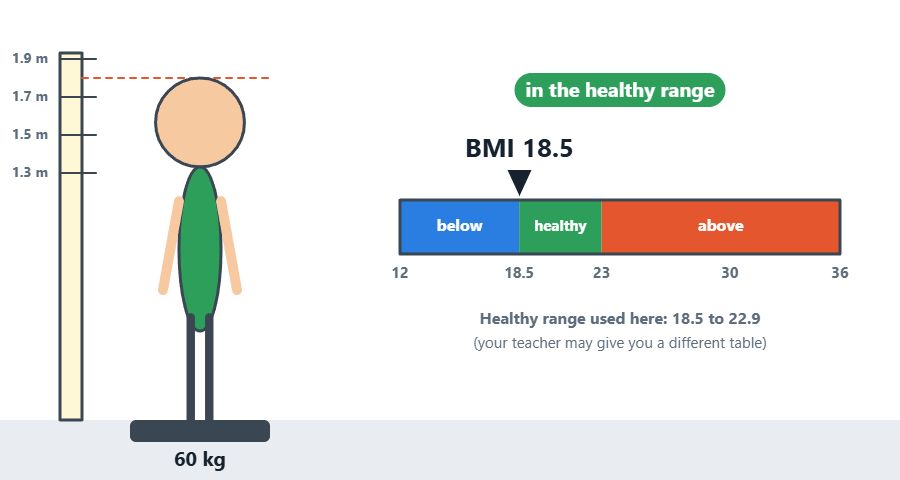 1.9 m
1.7 m
1.5 m
1.3 m
60 kg
in the healthy range
BMI 18.5
below healthy above
12 18.5 23 30 36
Healthy range used here: 18.5 to 22.9
(your teacher may give you a different table)